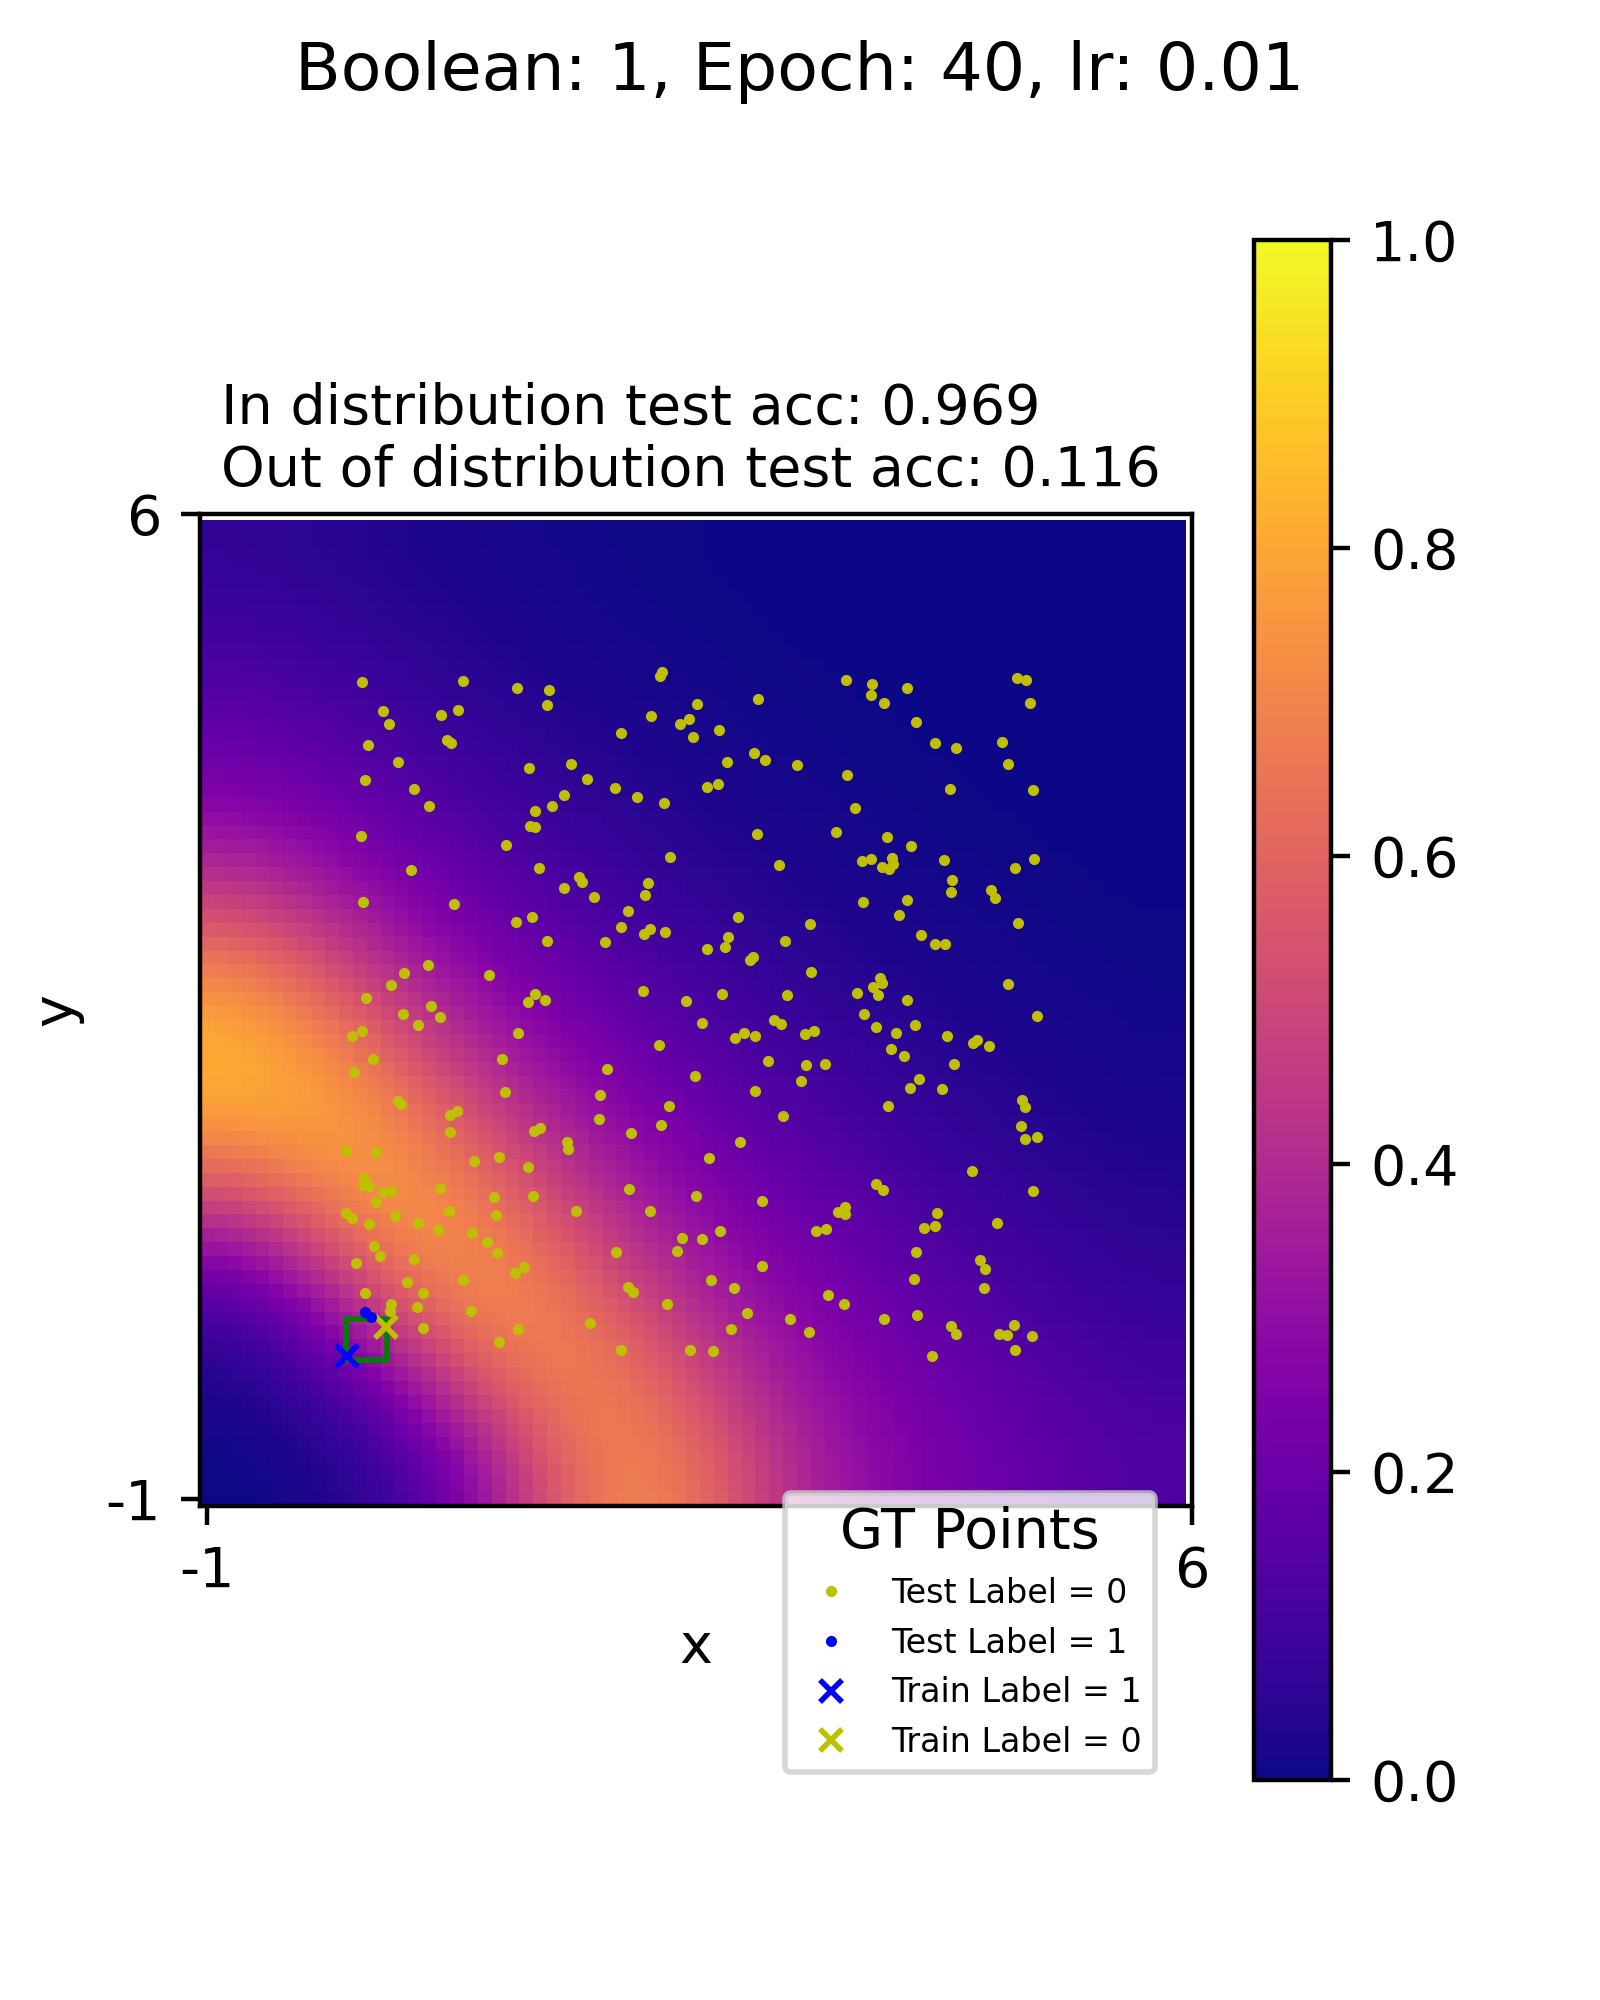 Boolean: 1, Epoch: 40, lr: 0.01
In distribution test acc: 0.969
Out of distribution test acc: 0.116
6
y
-1
-1
6
x
GT Points
Test Label = 0
Test Label = 1
Train Label = 1
Train Label = 0
1.0
0.8
0.6
0.4
0.2
0.0